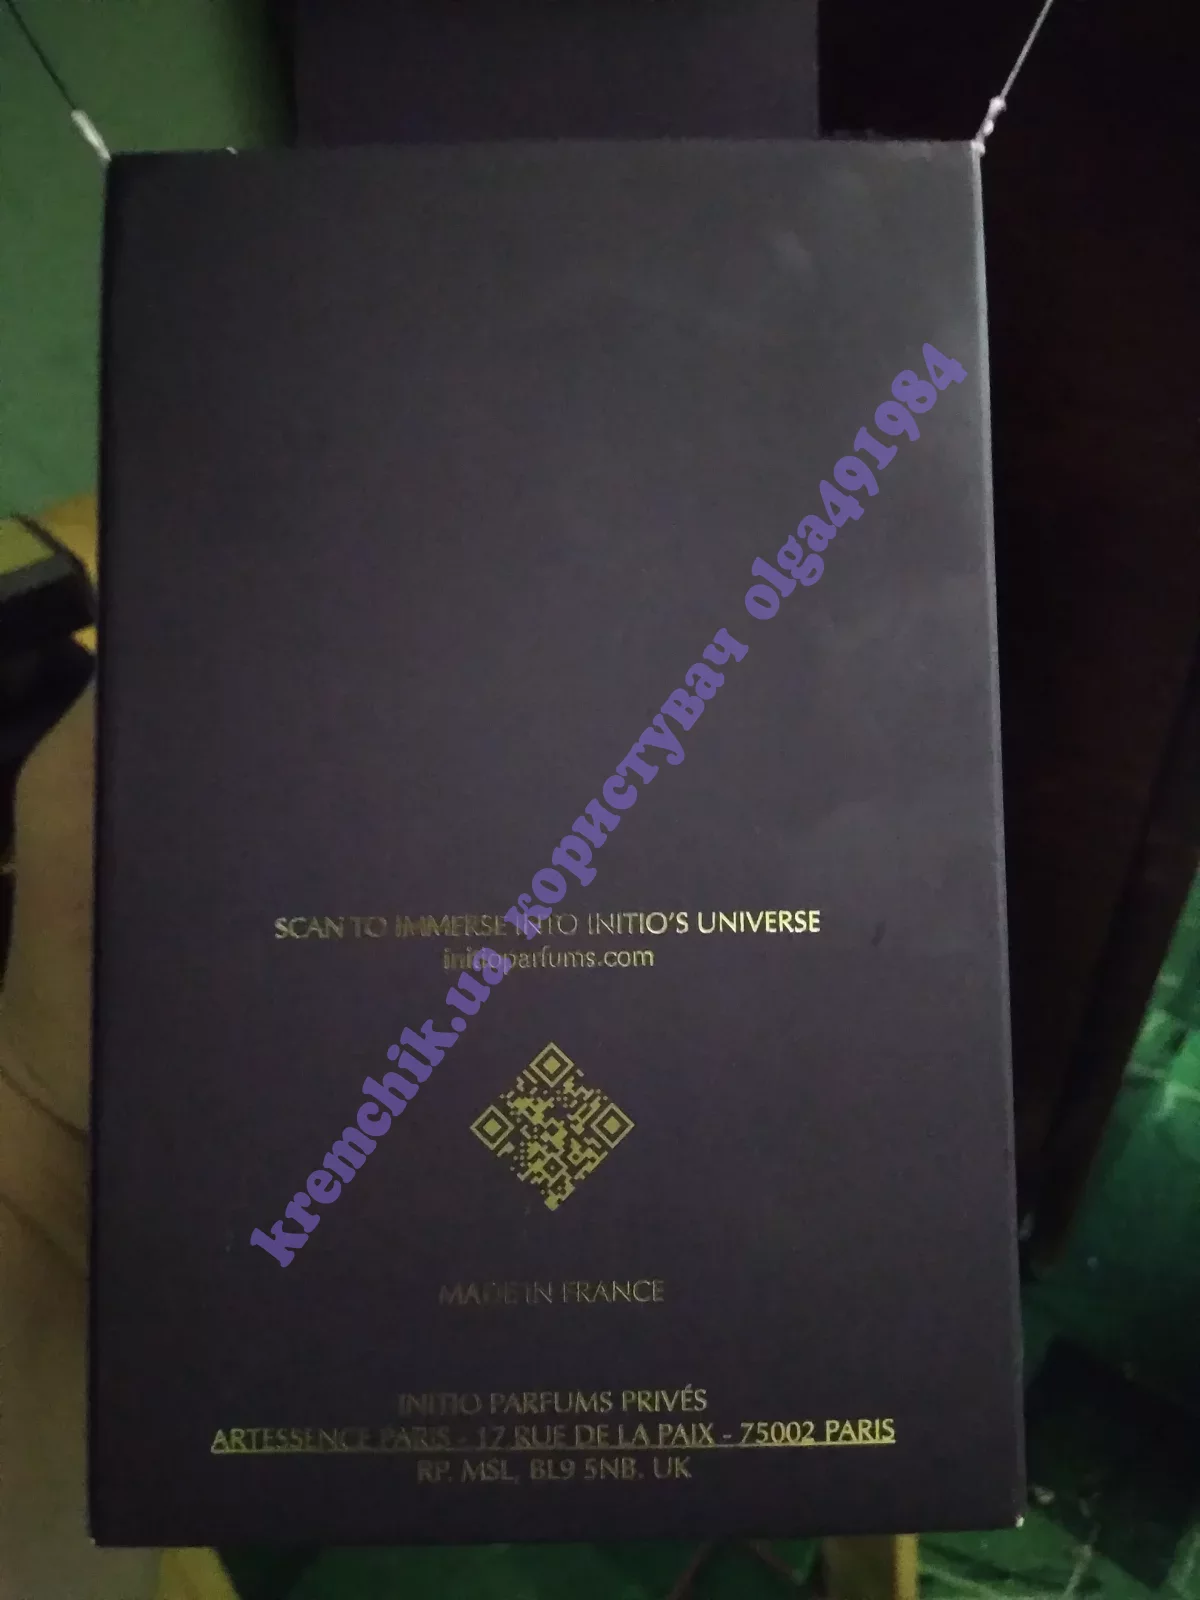 SCAN TO IMMERSE INTO INITIO'S UNIVERSE
initioparfums.com
MADE IN FRANCE
INITIO PARFUMS PRIVÉS
ARTESSENCE PARIS - 17 RUE DE LA PAIX - 75002 PARIS
RP. MSL, BL9 5NB. UK
kremchik.ua користувач olga491984